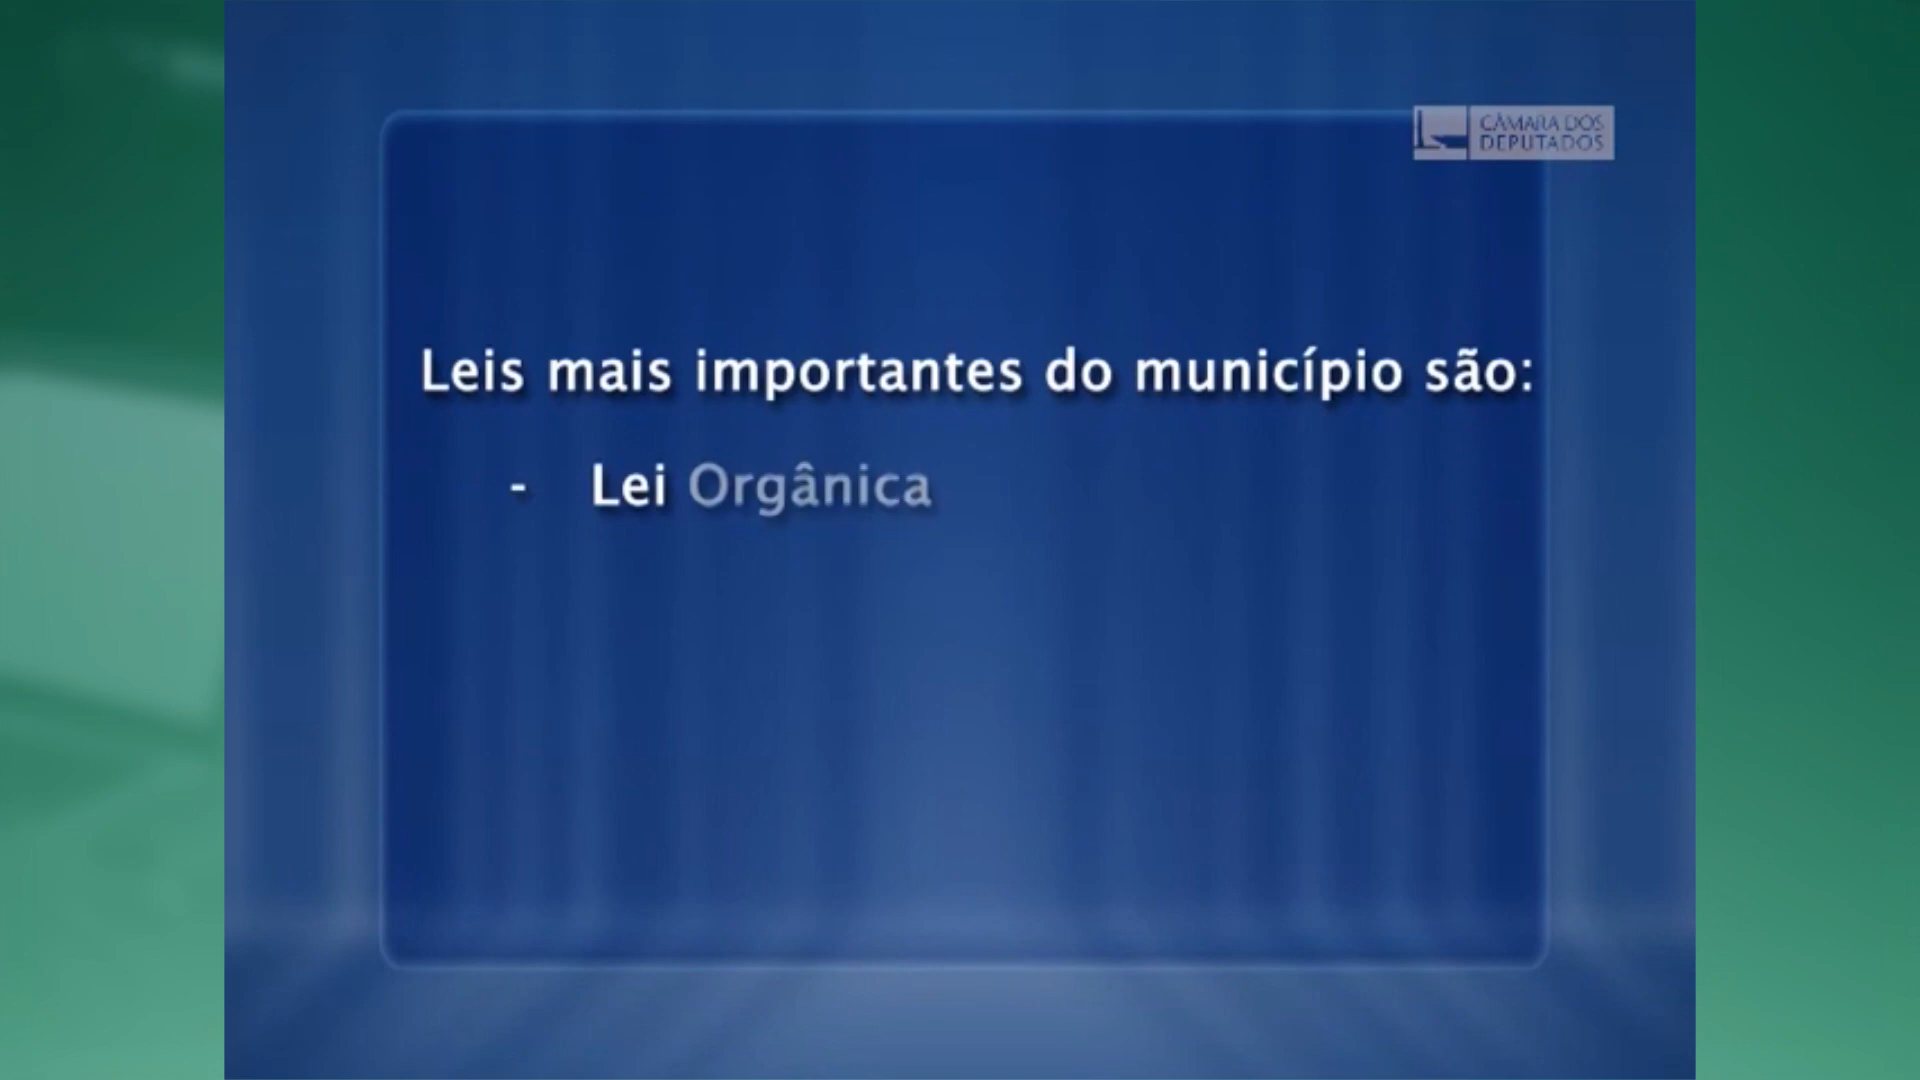 CÂMARA DOS
DEPUTADOS
Leis mais importantes do município são:
- Lei Orgânica